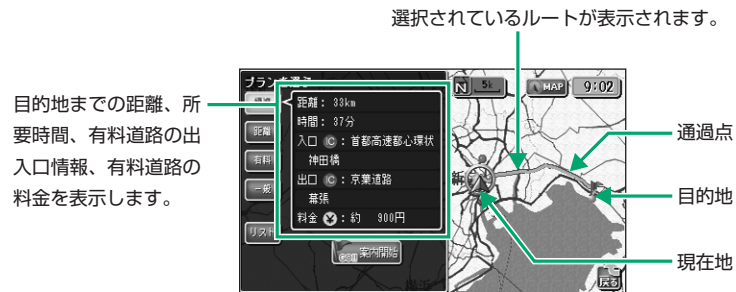 選択されているルートが表示されます。
目的地までの距離、所
要時間、有料道路の出
入口情報、有料道路の
料金を表示します。
プランを選ぶ
距離
有料
一般
リスト
距離：33km
時間：37分
入口 C：首都高速都心環状
神田橋
出口 C：京葉道路
幕張
料金 ¥：約 900円
案内開始
N 5k
MAP
9:02
新
戻る
通過点
目的地
現在地